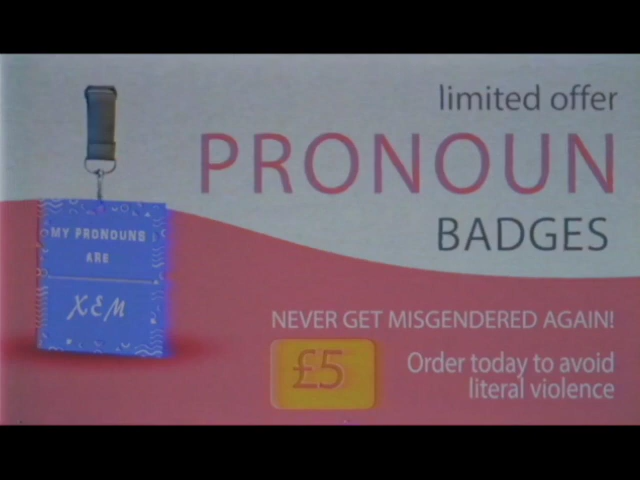 limited offer
PRONOUN
BADGES
MY PRONOUNS
ARE
XEM
NEVER GET MISGENDERED AGAIN!
£5
Order today to avoid
literal violence